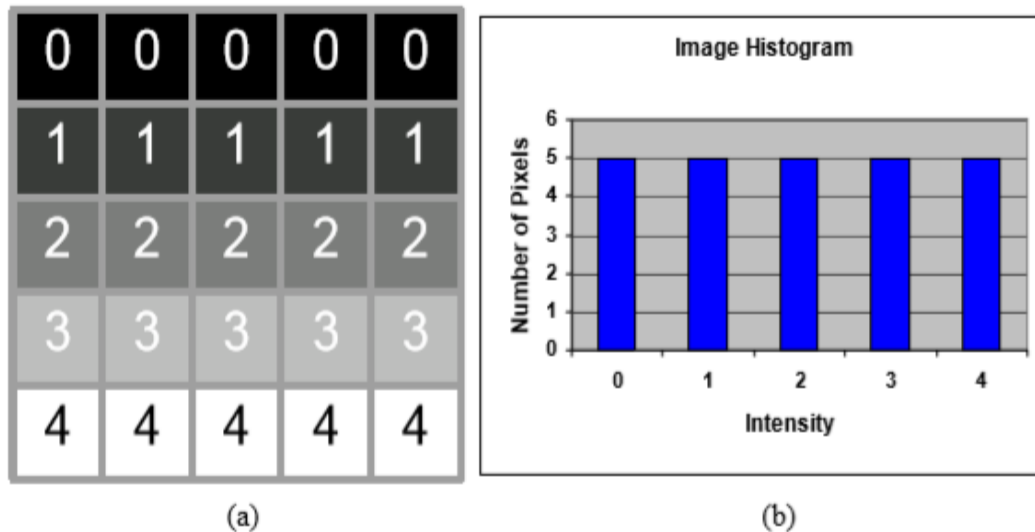 0 0 0 0 0
1 1 1 1 1
2 2 2 2 2
3 3 3 3 3
4 4 4 4 4
(a)
Image Histogram
Number of Pixels
6
5
4
3
2
1
0
0 1 2 3 4
Intensity
(b)